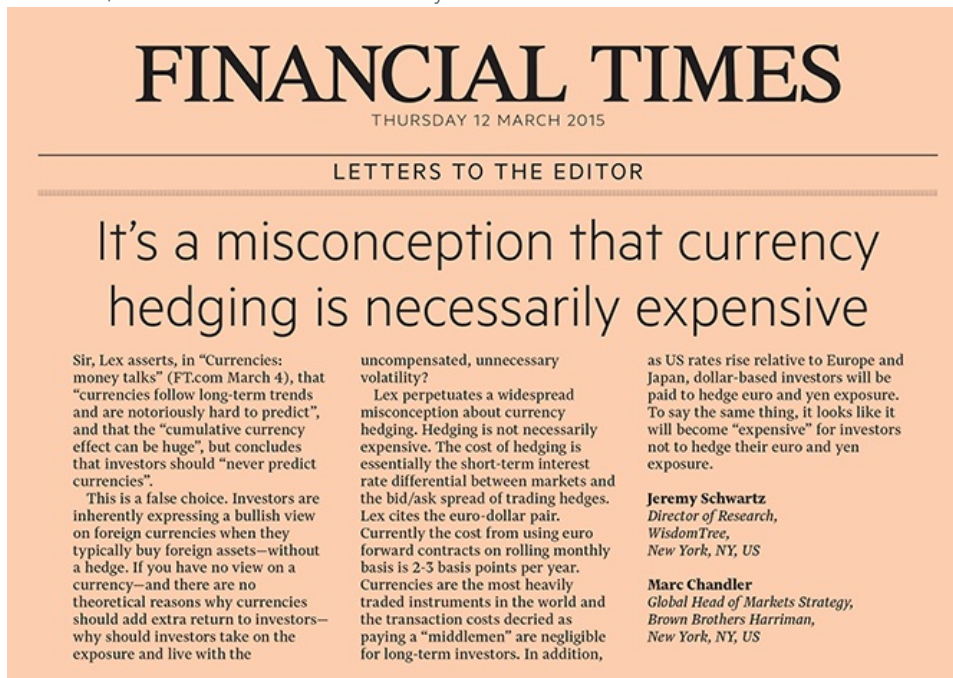 FINANCIAL TIMES
THURSDAY 12 MARCH 2015
LETTERS TO THE EDITOR
It's a misconception that currency
hedging is necessarily expensive
Sir, Lex asserts, in “Currencies:
money talks” (FT.com March 4), that
“currencies follow long-term trends
and are notoriously hard to predict”,
and that the “cumulative currency
effect can be huge”, but concludes
that investors should “never predict
currencies”.
This is a false choice. Investors are
inherently expressing a bullish view
on foreign currencies when they
typically buy foreign assets—without
a hedge. If you have no view on a
currency—and there are no
theoretical reasons why currencies
should add extra return to investors—
why should investors take on the
exposure and live with the
uncompensated, unnecessary
volatility?
Lex perpetuates a widespread
misconception about currency
hedging. Hedging is not necessarily
expensive. The cost of hedging is
essentially the short-term interest
rate differential between markets and
the bid/ask spread of trading hedges.
Lex cites the euro-dollar pair.
Currently the cost from using euro
forward contracts on rolling monthly
basis is 2-3 basis points per year.
Currencies are the most heavily
traded instruments in the world and
the transaction costs decried as
paying a “middlemen” are negligible
for long-term investors. In addition,
as US rates rise relative to Europe and
Japan, dollar-based investors will be
paid to hedge euro and yen exposure.
To say the same thing, it looks like it
will become “expensive” for investors
not to hedge their euro and yen
exposure.
Jeremy Schwartz
Director of Research,
WisdomTree,
New York, NY, US
Marc Chandler
Global Head of Markets Strategy,
Brown Brothers Harriman,
New York, NY, US